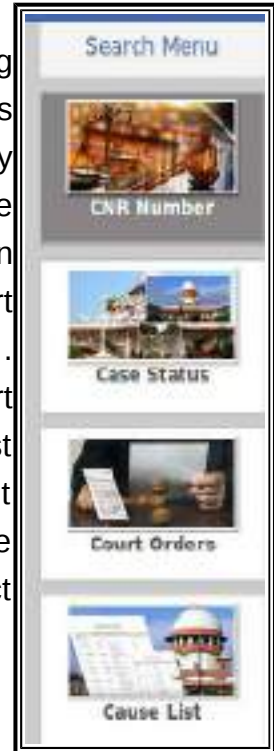 Search Menu
CNR Number
Case Status
Court Orders
Cause List